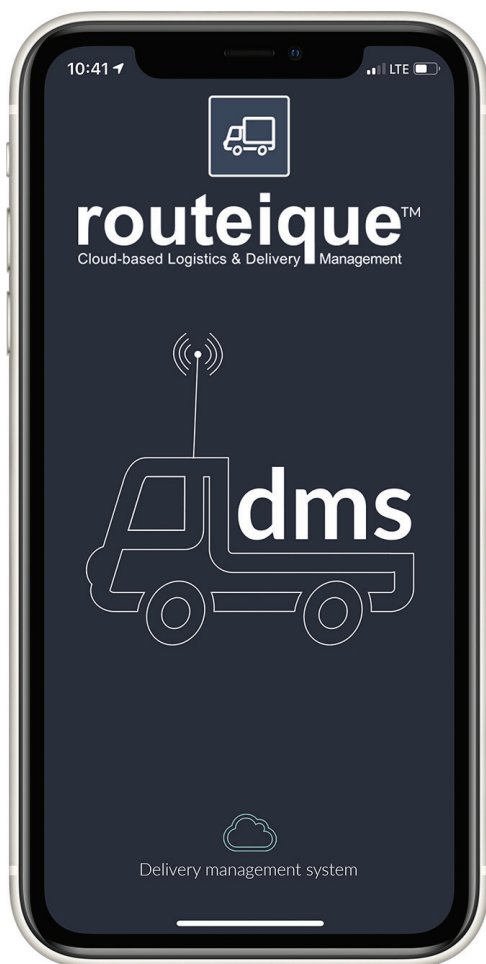 10:41
LTE
routeique™
Cloud-based Logistics & Delivery Management
dms
Delivery management system